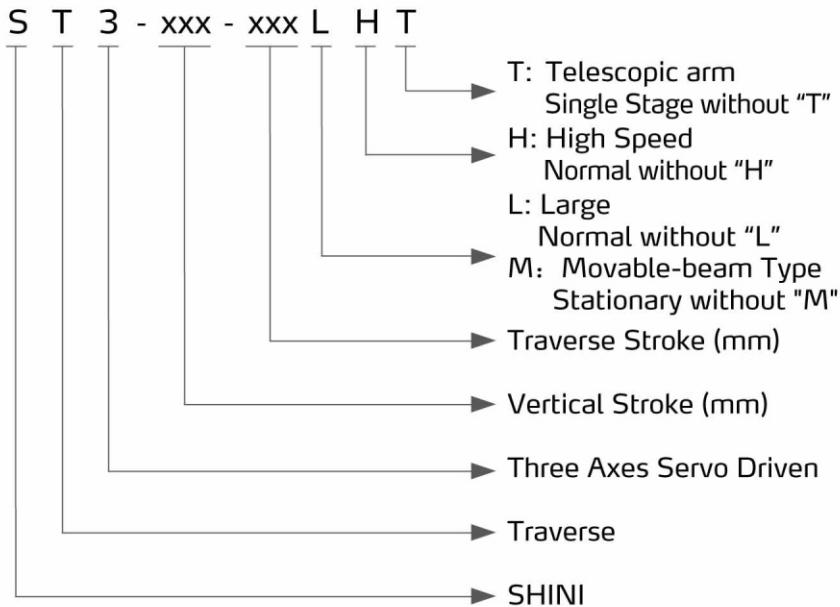 S T 3 - xxx - xxx L H T
T: Telescopic arm
Single Stage without “T”
H: High Speed
Normal without “H”
L: Large
Normal without “L”
M：Movable-beam Type
Stationary without "M"
Traverse Stroke (mm)
Vertical Stroke (mm)
Three Axes Servo Driven
Traverse
SHINI